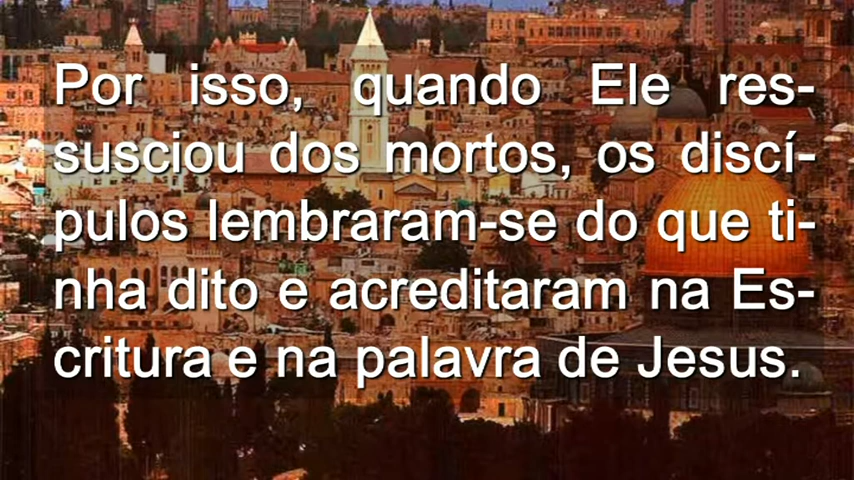 Por isso, quando Ele res-
susciou dos mortos, os discí-
pulos lembraram-se do que ti-
nha dito e acreditaram na Es-
critura e na palavra de Jesus.